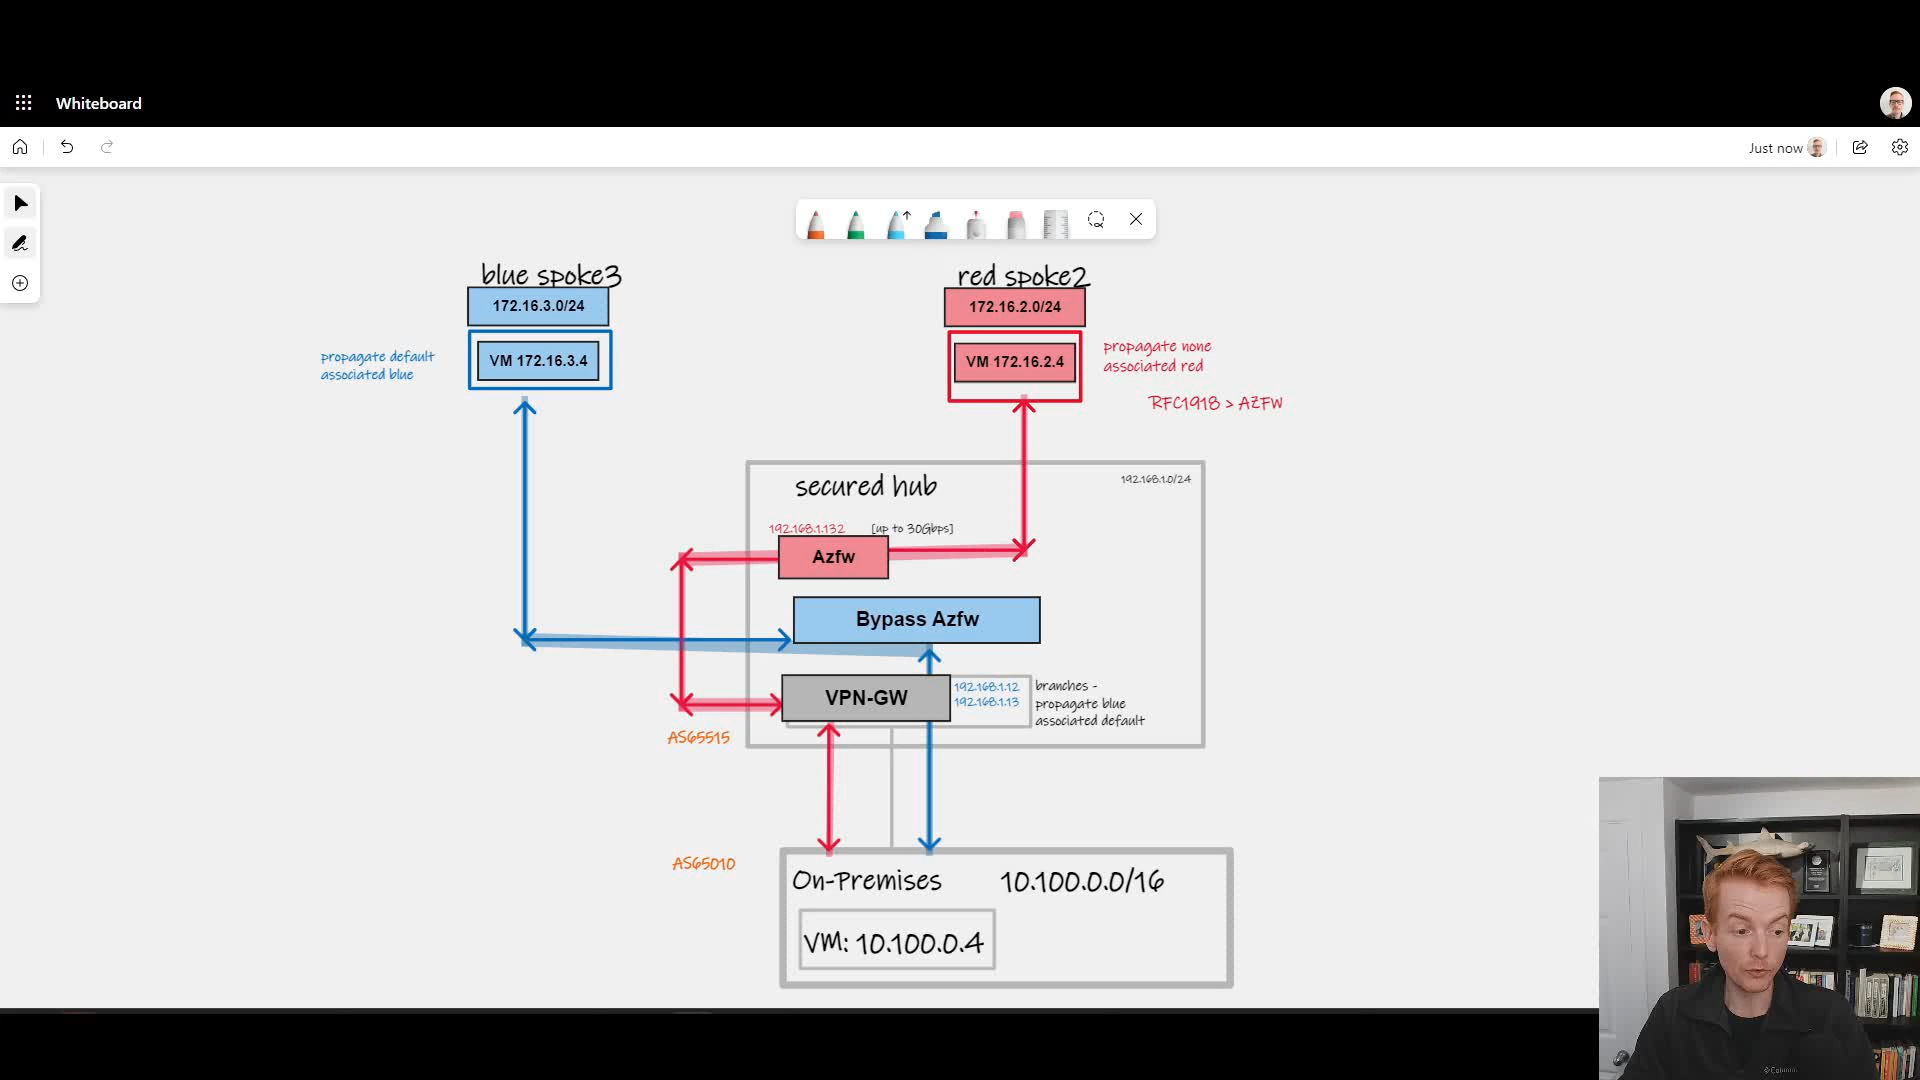 Whiteboard
Just now
blue spoke3
172.16.3.0/24
VM 172.16.3.4
propagate default
associated blue
red spoke2
172.16.2.0/24
VM 172.16.2.4
propagate none
associated red
RFC1918 > AZFW
secured hub
192.168.1.0/24
192.168.1.132
[up to 30Gbps]
Azfw
Bypass Azfw
VPN-GW
192.168.1.12
192.168.1.13
branches -
propagate blue
associated default
AS65515
AS65010
On-Premises
10.100.0.0/16
VM: 10.100.0.4